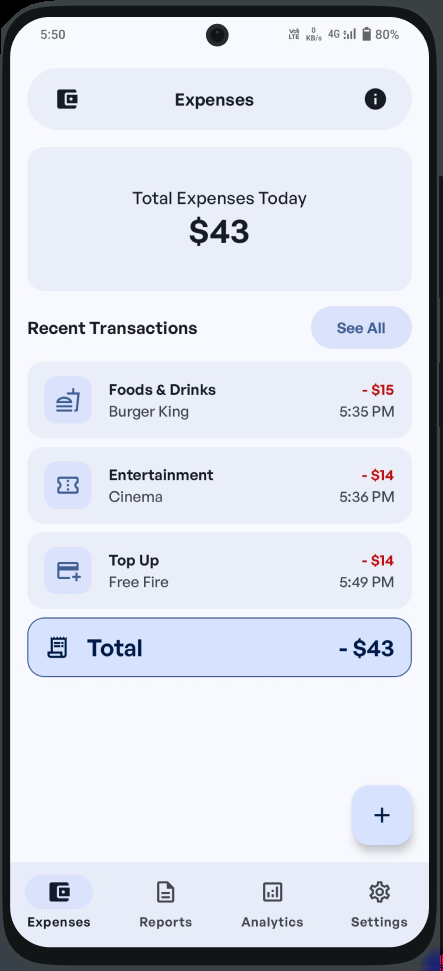 5:50
Vo)) LTE 0 KB/s 4G 80%
Expenses
Total Expenses Today
$43
Recent Transactions
See All
Foods & Drinks
- $15
Burger King
5:35 PM
Entertainment
- $14
Cinema
5:36 PM
Top Up
- $14
Free Fire
5:49 PM
Total
- $43
Expenses
Reports
Analytics
Settings